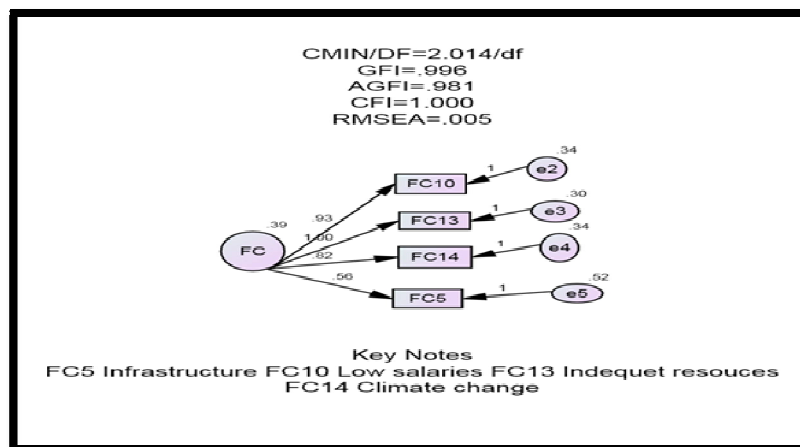 CMIN/DF=2.014/df
GFI=.996
AGFI=.981
CFI=1.000
RMSEA=.005
.34
e2
1
FC10
.93
.30
e3
1
FC13
1.00
.39
FC
.34
e4
1
FC14
.82
.56
.52
e5
1
FC5
Key Notes
FC5 Infrastructure FC10 Low salaries FC13 Indequet resouces
FC14 Climate change